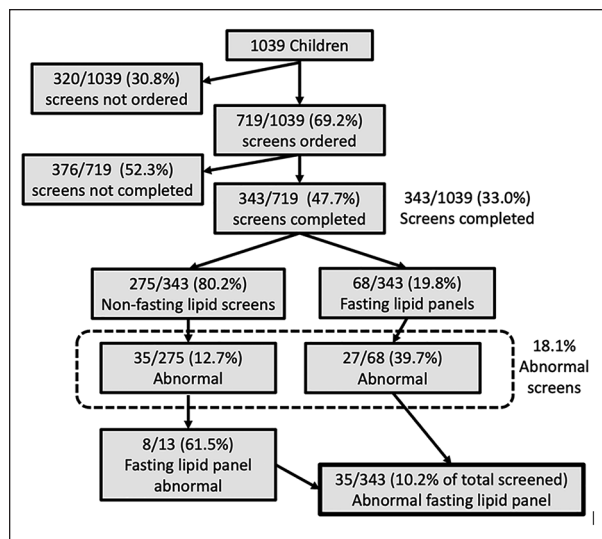 1039 Children
320/1039 (30.8%)
screens not ordered
719/1039 (69.2%)
screens ordered
376/719 (52.3%)
screens not completed
343/719 (47.7%)
screens completed
343/1039 (33.0%)
Screens completed
275/343 (80.2%)
Non-fasting lipid screens
68/343 (19.8%)
Fasting lipid panels
35/275 (12.7%)
Abnormal
27/68 (39.7%)
Abnormal
18.1%
Abnormal
screens
8/13 (61.5%)
Fasting lipid panel
abnormal
35/343 (10.2% of total screened)
Abnormal fasting lipid panel